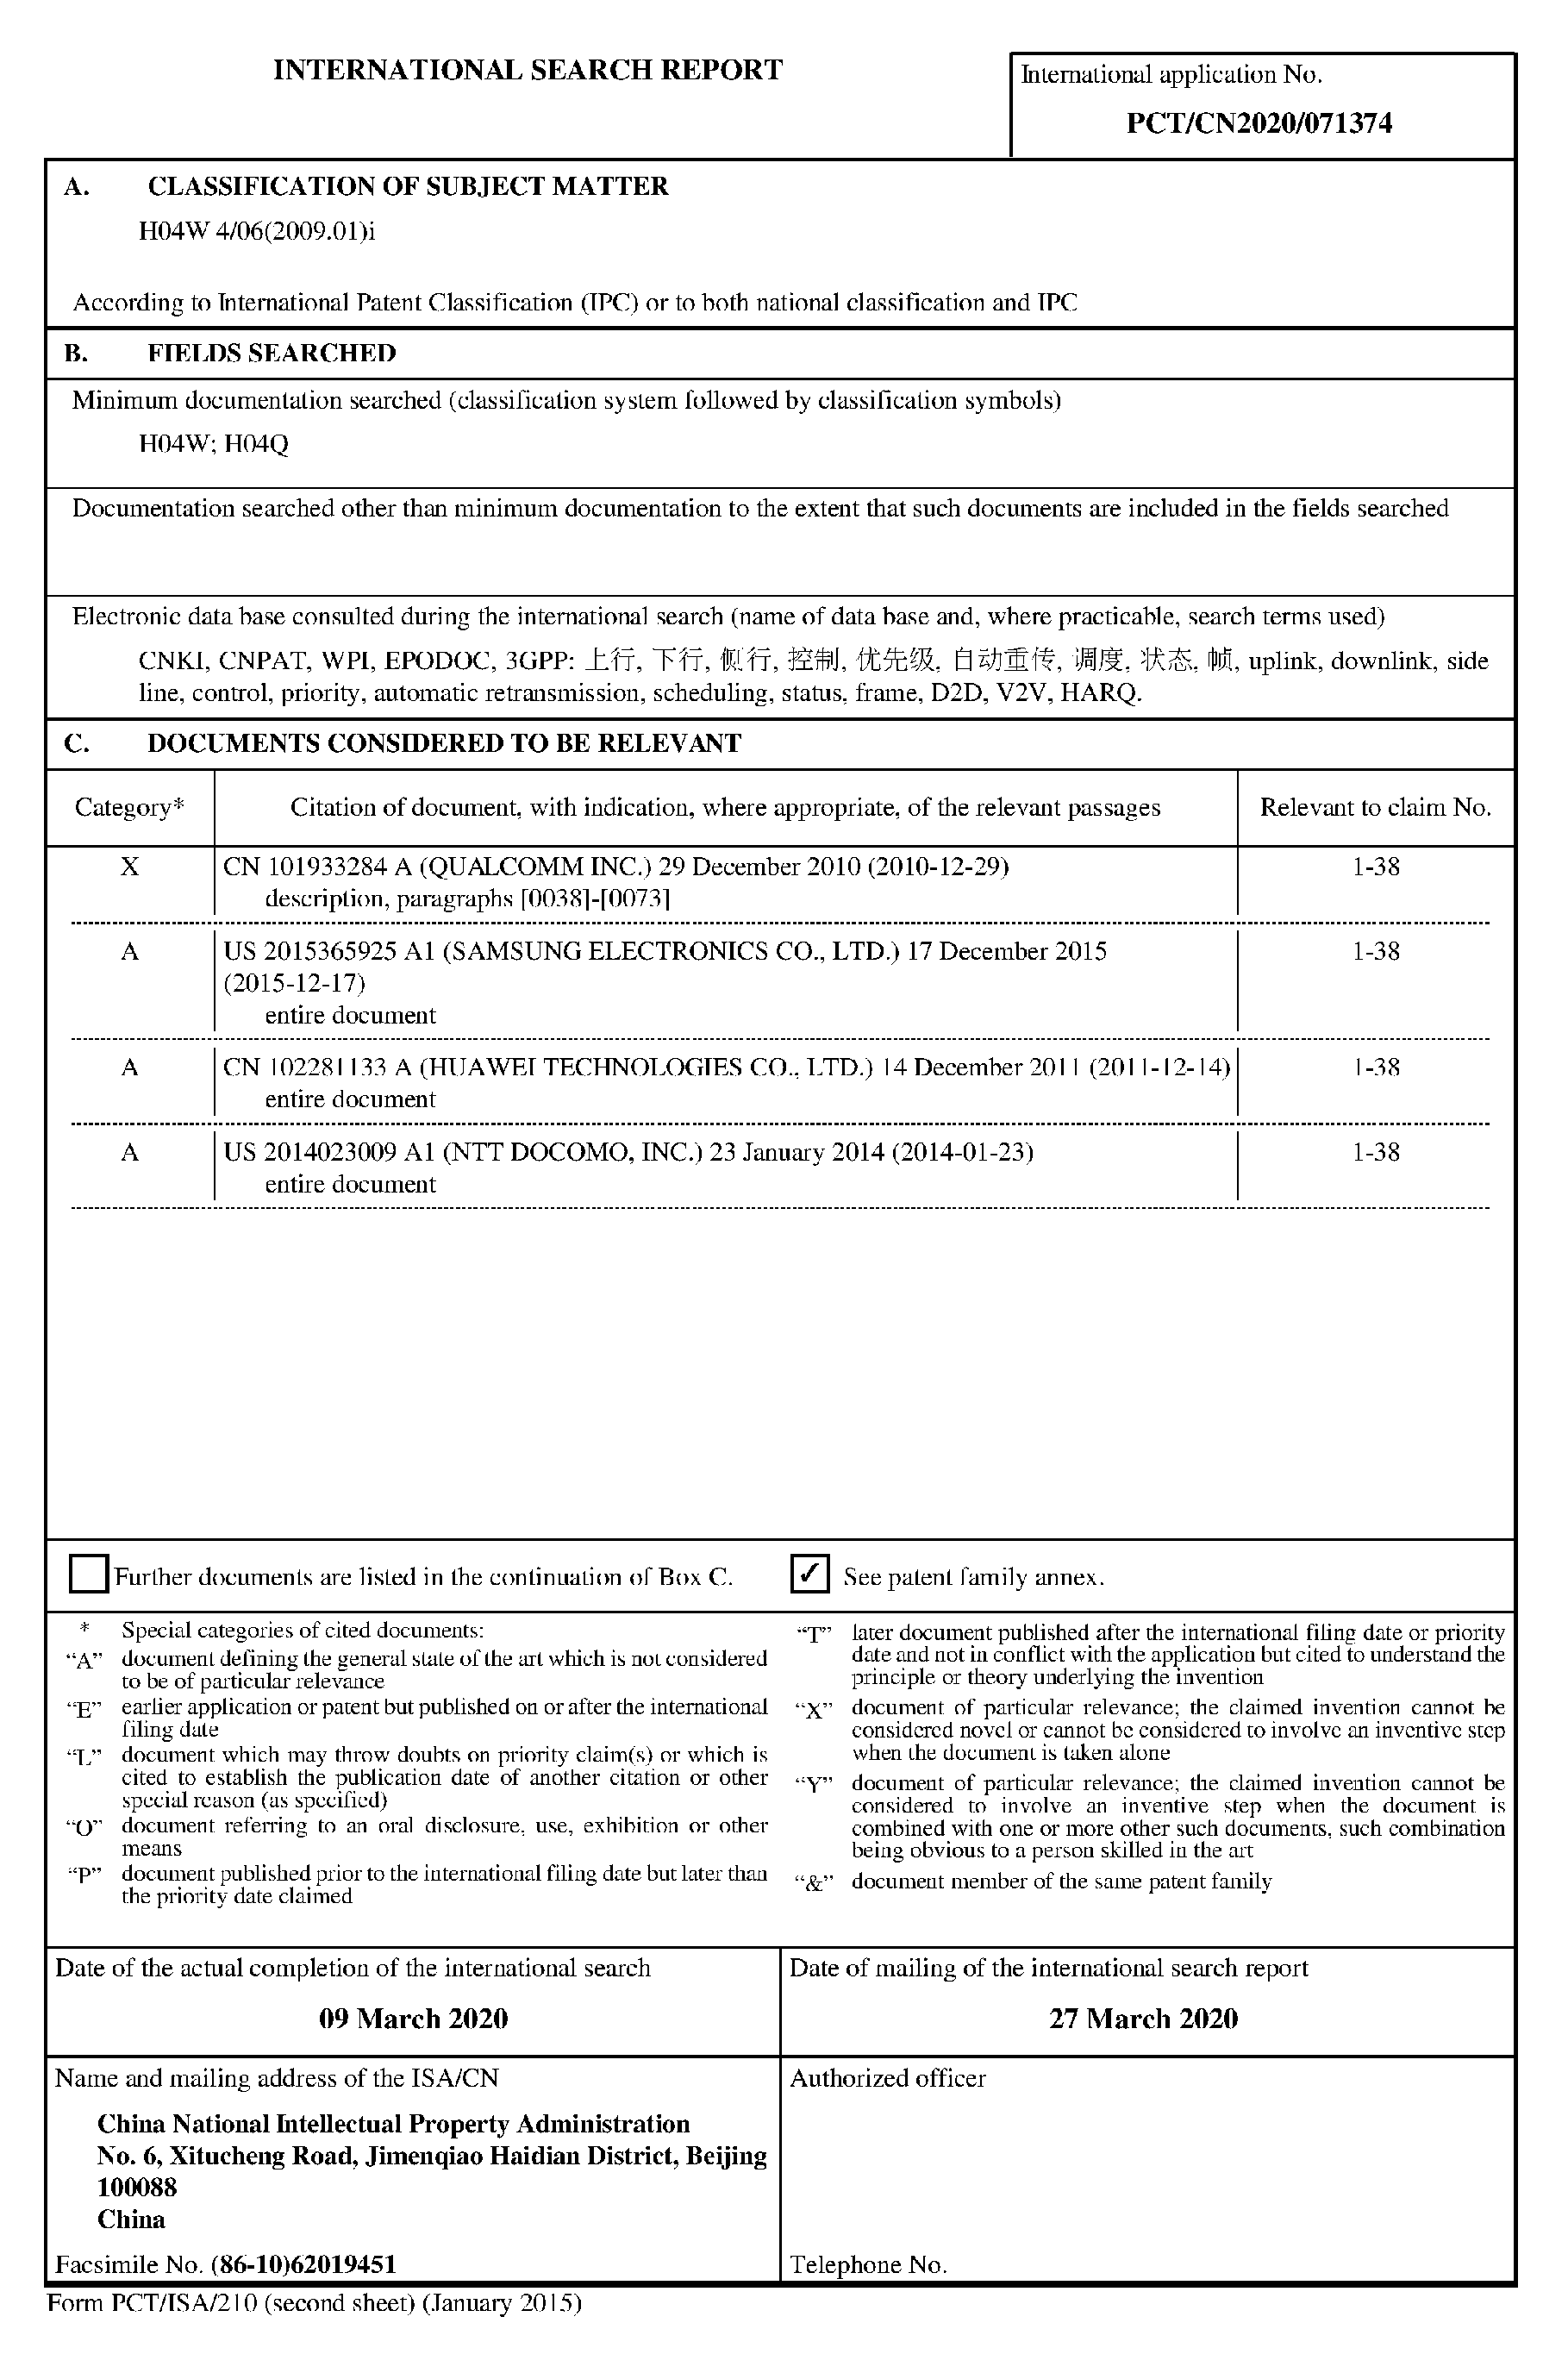 INTERNATIONAL SEARCH REPORT
International application No.
PCT/CN2020/071374
A. CLASSIFICATION OF SUBJECT MATTER
H04W 4/06(2009.01)i
According to International Patent Classification (IPC) or to both national classification and IPC
B. FIELDS SEARCHED
Minimum documentation searched (classification system followed by classification symbols)
H04W; H04Q
Documentation searched other than minimum documentation to the extent that such documents are included in the fields searched
Electronic data base consulted during the international search (name of data base and, where practicable, search terms used)
CNKI, CNPAT, WPI, EPODOC, 3GPP: 上行, 下行, 侧行, 控制, 优先级, 自动重传, 调度, 状态, 帧, uplink, downlink, side
line, control, priority, automatic retransmission, scheduling, status, frame, D2D, V2V, HARQ.
C. DOCUMENTS CONSIDERED TO BE RELEVANT
Category* Citation of document, with indication, where appropriate, of the relevant passages Relevant to claim No.
X CN 101933284 A (QUALCOMM INC.) 29 December 2010 (2010-12-29) 1-38
description, paragraphs [0038]-[0073]
A US 2015365925 A1 (SAMSUNG ELECTRONICS CO., LTD.) 17 December 2015 1-38
(2015-12-17)
entire document
A CN 102281133 A (HUAWEI TECHNOLOGIES CO., LTD.) 14 December 2011 (2011-12-14) 1-38
entire document
A US 2014023009 A1 (NTT DOCOMO, INC.) 23 January 2014 (2014-01-23) 1-38
entire document
Further documents are listed in the continuation of Box C. ✓ See patent family annex.
* Special categories of cited documents:
“A” document defining the general state of the art which is not considered
to be of particular relevance
“E” earlier application or patent but published on or after the international
filing date
“L” document which may throw doubts on priority claim(s) or which is
cited to establish the publication date of another citation or other
special reason (as specified)
“O” document referring to an oral disclosure, use, exhibition or other
means
“P” document published prior to the international filing date but later than
the priority date claimed
“T” later document published after the international filing date or priority
date and not in conflict with the application but cited to understand the
principle or theory underlying the invention
“X” document of particular relevance; the claimed invention cannot be
considered novel or cannot be considered to involve an inventive step
when the document is taken alone
“Y” document of particular relevance; the claimed invention cannot be
considered to involve an inventive step when the document is
combined with one or more other such documents, such combination
being obvious to a person skilled in the art
“&” document member of the same patent family
Date of the actual completion of the international search
09 March 2020
Date of mailing of the international search report
27 March 2020
Name and mailing address of the ISA/CN
China National Intellectual Property Administration
No. 6, Xitucheng Road, Jimenqiao Haidian District, Beijing
100088
China
Facsimile No. (86-10)62019451
Authorized officer
Telephone No.
Form PCT/ISA/210 (second sheet) (January 2015)